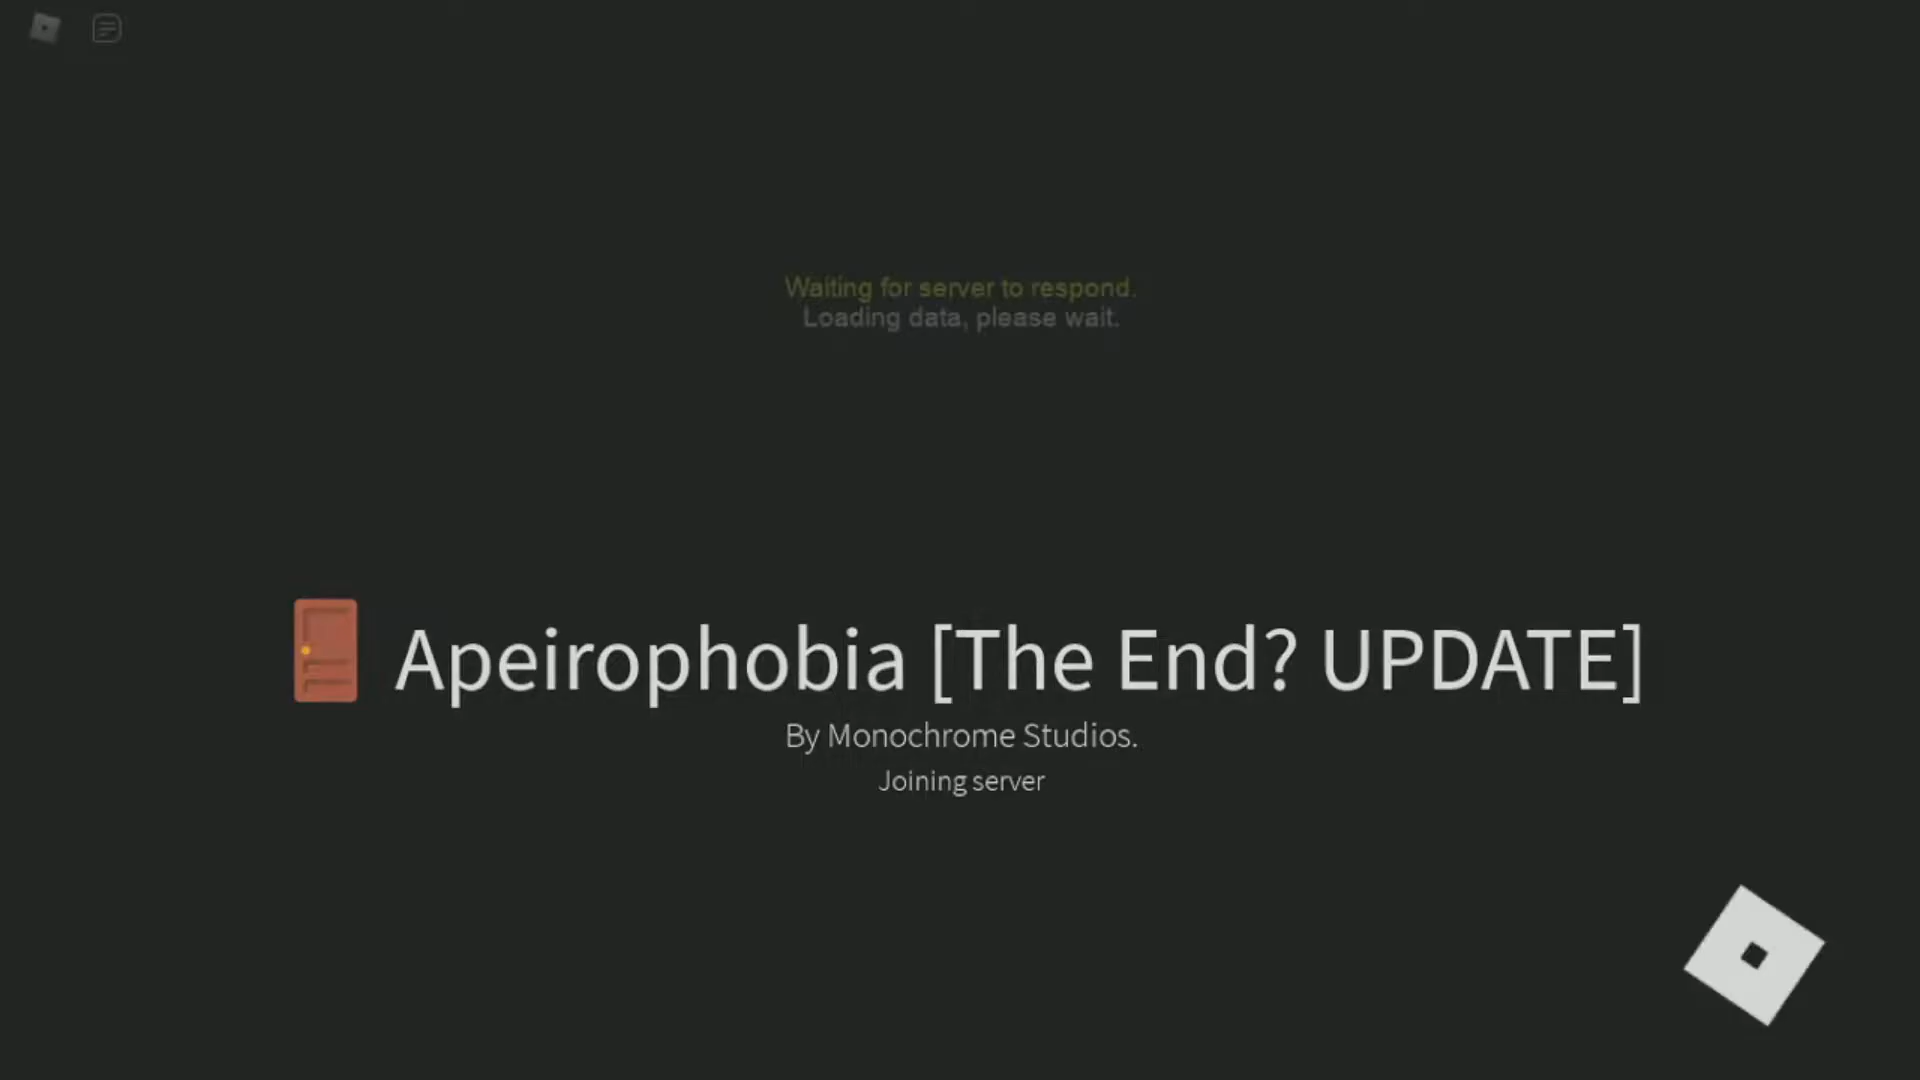 Waiting for server to respond.
Loading data, please wait.
Apeirophobia [The End? UPDATE]
By Monochrome Studios.
Joining server